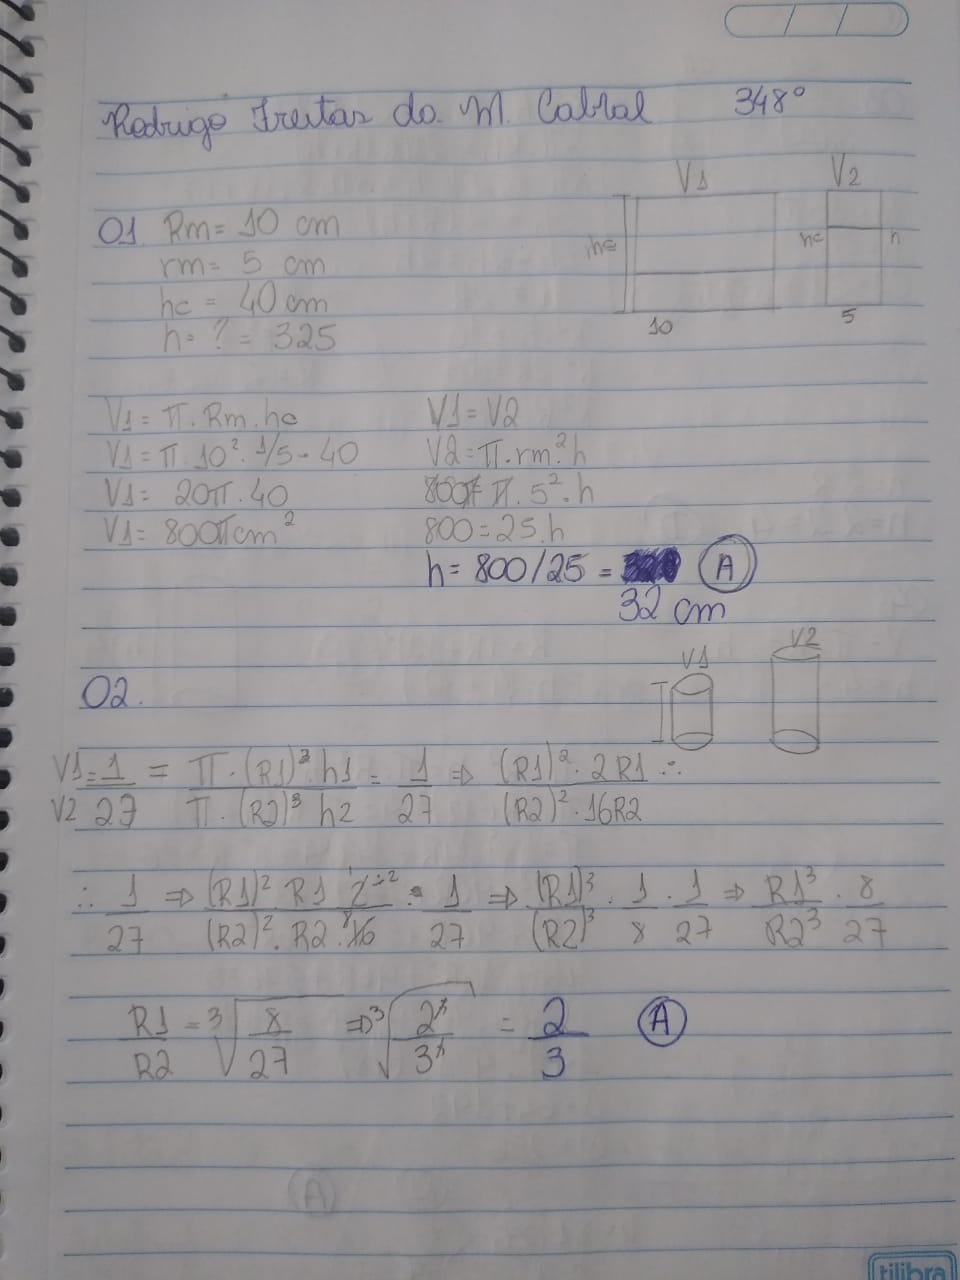 Rodrigo Freitas do. M. Cabral 348°
V1 V2
01 Rm = 10 cm
rm = 5 cm
hc = 40 cm
h = ? = 325
hc hc h
10 5
V1 = π . Rm . hc
V1 = π . 10² . 1/5 . 40
V1 = 20π . 40
V1 = 800π cm²
V1 = V2
V2 = π . rm² . h
800π = π . 5² . h
800 = 25 . h
h = 800/25 = 32 cm (A)
02.
V1 V2
V1/V2 = 1/27 = π . (R1)² h1 / π . (R2)³ h2 = 1/27 ⇒ (R1)² . 2R1 / (R2)² . 16R2 ∴
∴ 1/27 ⇒ (R1)² . R1 2÷2 / (R2)² . R2 . 16 = 1/27 ⇒ (R1)³/(R2)³ . 1/8 . 1/27 ⇒ R1³/R2³ . 8/27
R1/R2 = ³√8/27 ⇒ ³√2³/3³ = 2/3 (A)
(A)
tilibra